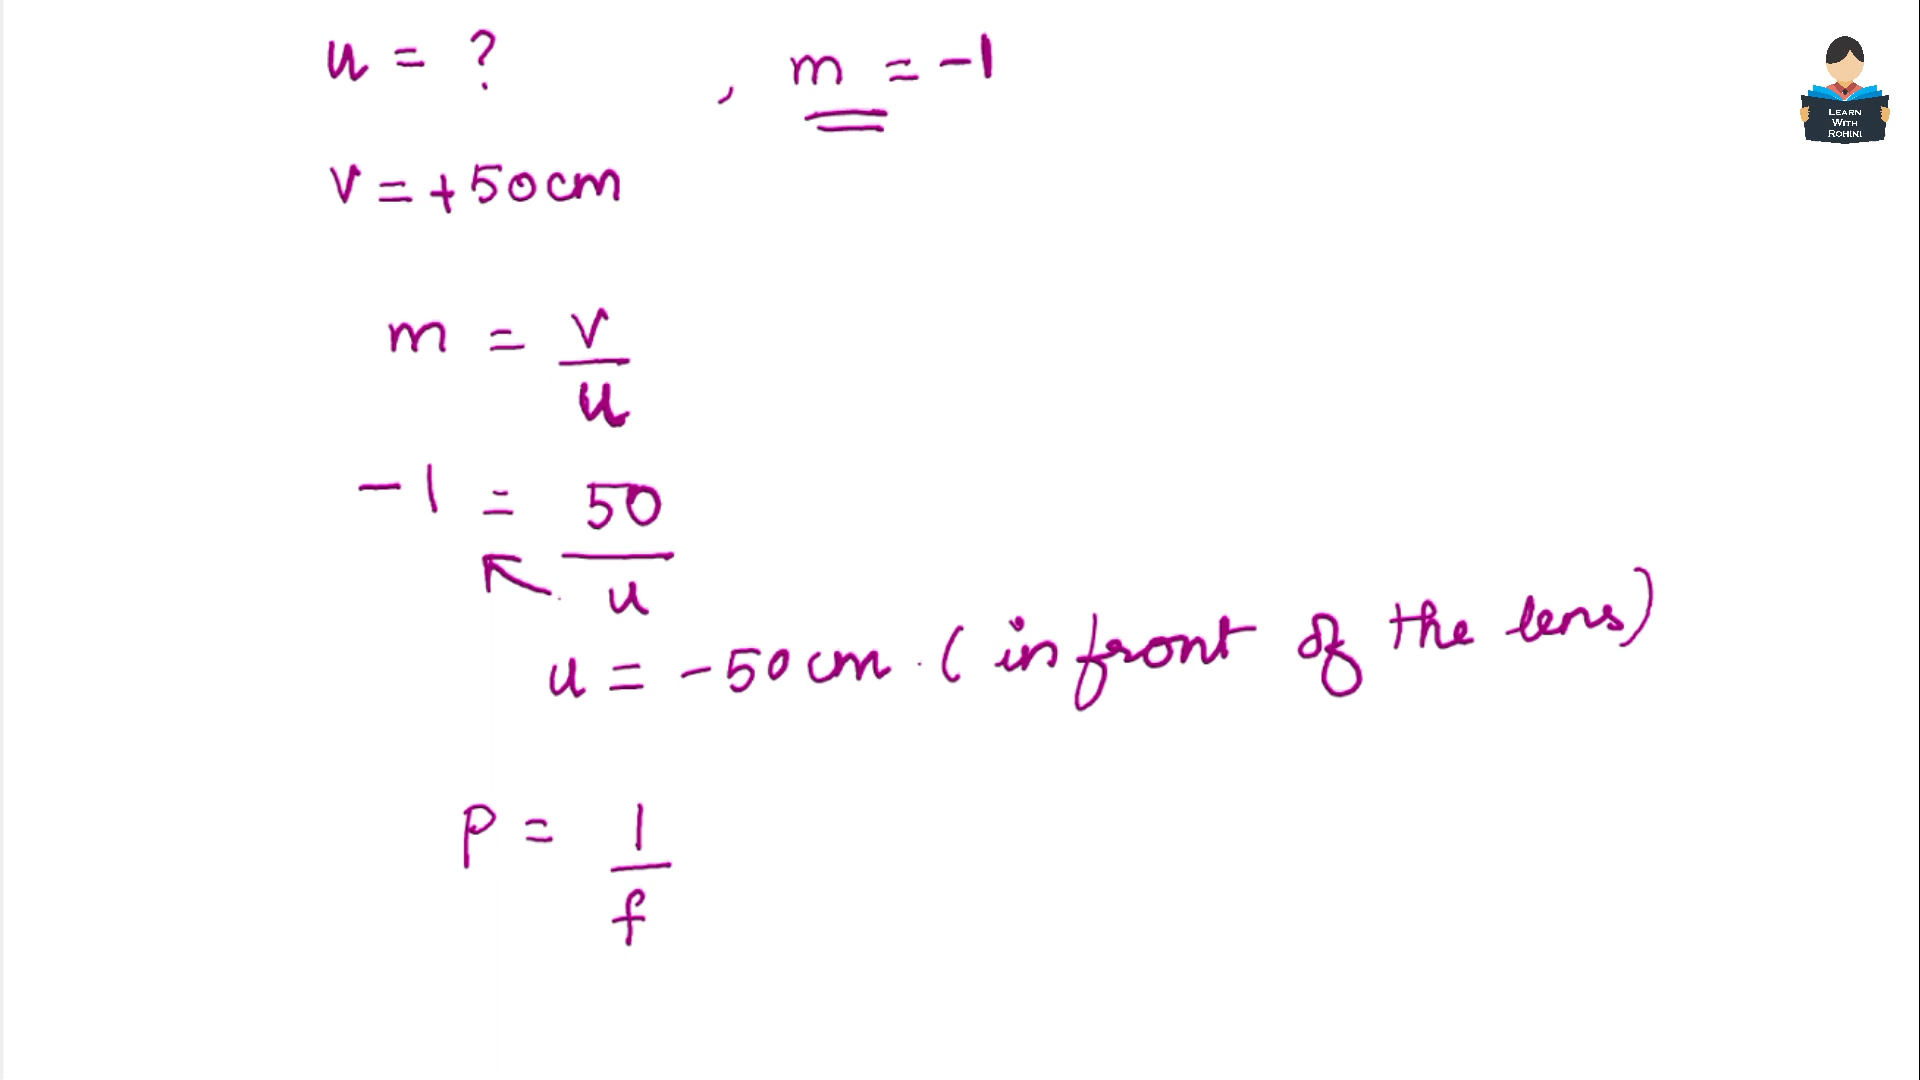 u = ? , m = -1
LEARN
WITH
ROHINI
v = +50cm
m = v/u
-1 = 50/u
u = -50cm. (in front of the lens)
P = 1/f